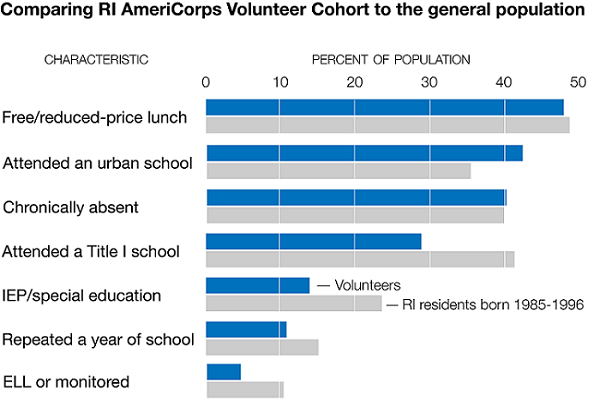 Comparing RI AmeriCorps Volunteer Cohort to the general population
CHARACTERISTIC PERCENT OF POPULATION
0 10 20 30 40 50
Free/reduced-price lunch
Attended an urban school
Chronically absent
Attended a Title I school
IEP/special education
— Volunteers
— RI residents born 1985-1996
Repeated a year of school
ELL or monitored